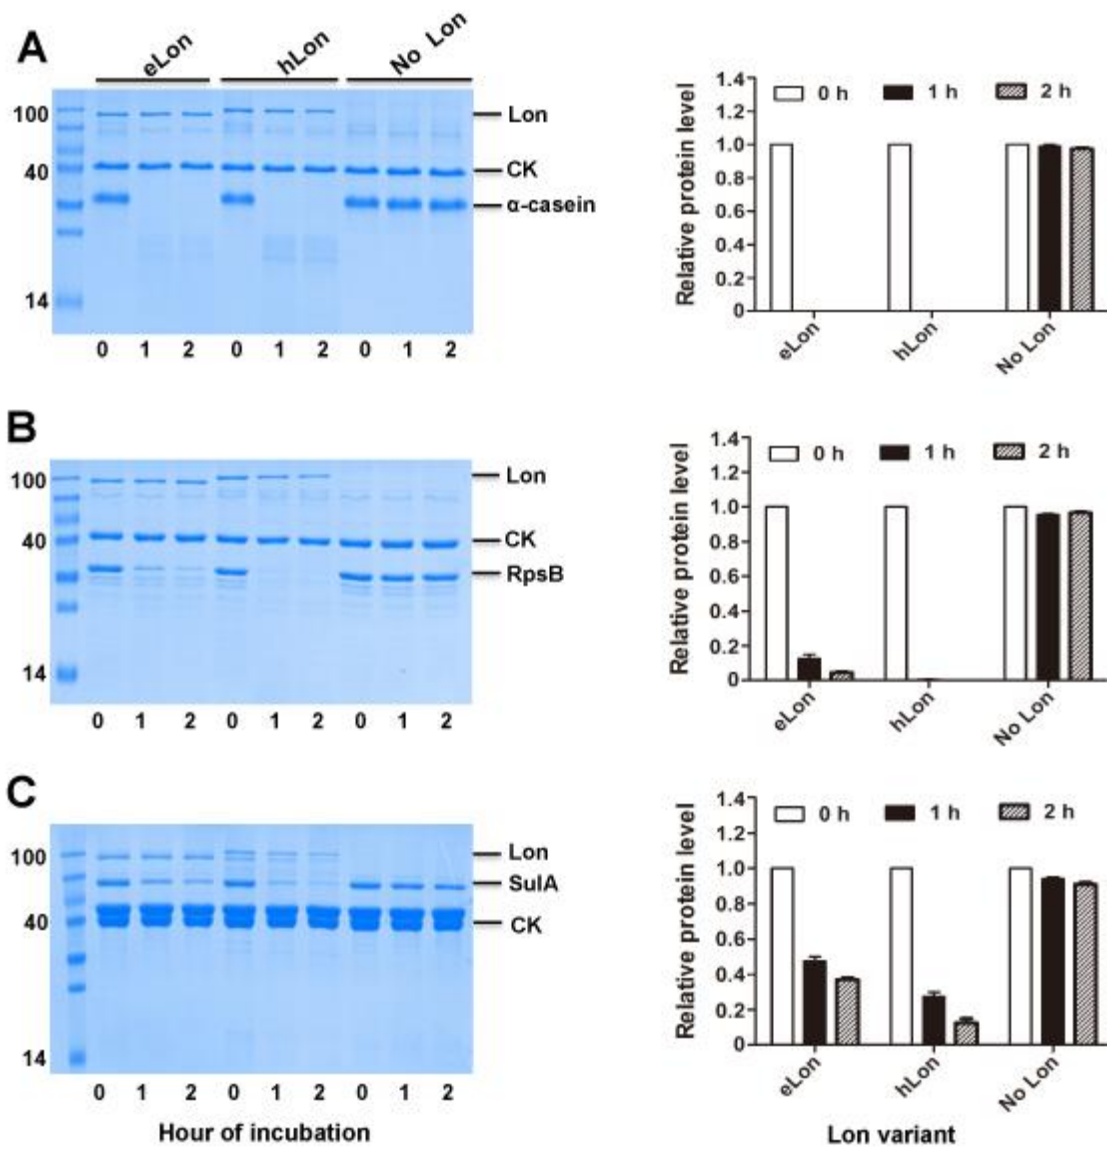 A
eLon
hLon
No Lon
100
40
14
Lon
CK
α-casein
0 1 2 0 1 2 0 1 2
Relative protein level
1.4
1.2
1.0
0.8
0.6
0.4
0.2
0
0 h 1 h 2 h
eLon hLon No Lon
B
100
40
14
Lon
CK
RpsB
0 1 2 0 1 2 0 1 2
Relative protein level
1.4
1.2
1.0
0.8
0.6
0.4
0.2
0
0 h 1 h 2 h
eLon hLon No Lon
C
100
40
14
Lon
SulA
CK
0 1 2 0 1 2 0 1 2
Hour of incubation
Relative protein level
1.4
1.2
1.0
0.8
0.6
0.4
0.2
0
0 h 1 h 2 h
eLon hLon No Lon
Lon variant